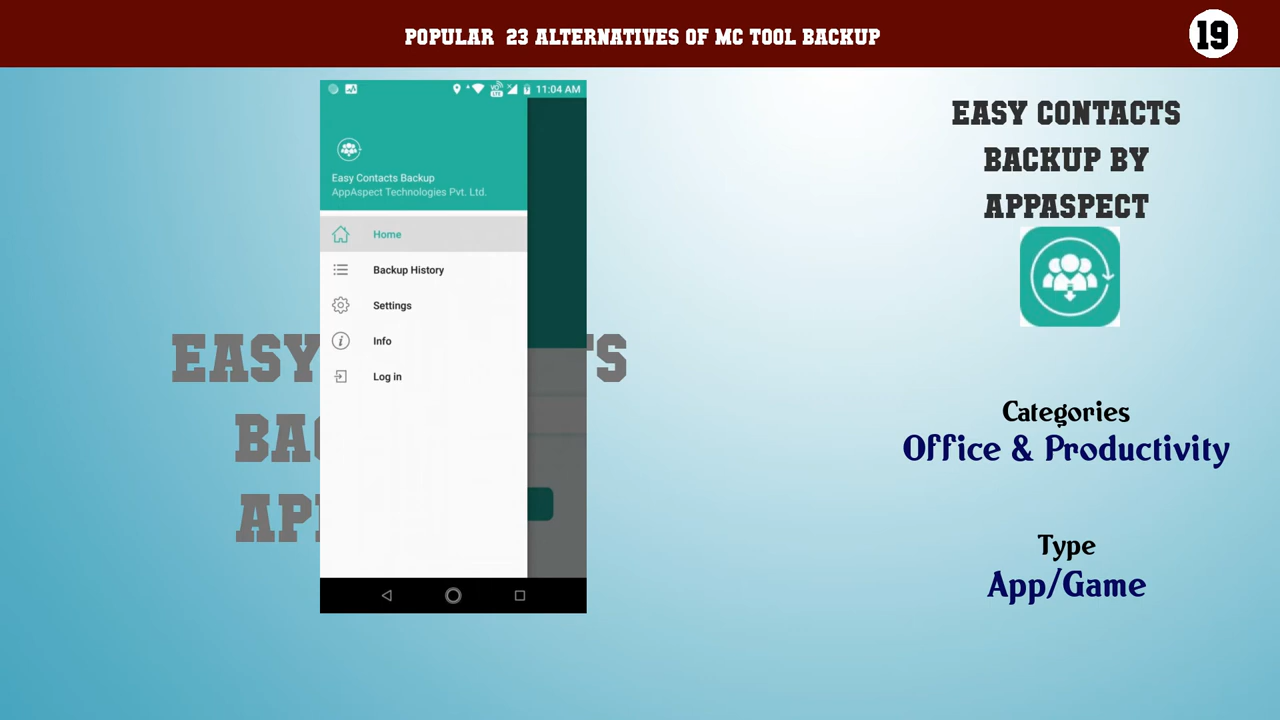 POPULAR 23 ALTERNATIVES OF MC TOOL BACKUP
19
11:04 AM
Easy Contacts Backup
AppAspect Technologies Pvt. Ltd.
Home
Backup History
Settings
Info
Log in
EASY
EASY CONTACTS
BACKUP BY
APPASPECT
Categories
Office & Productivity
Type
App/Game